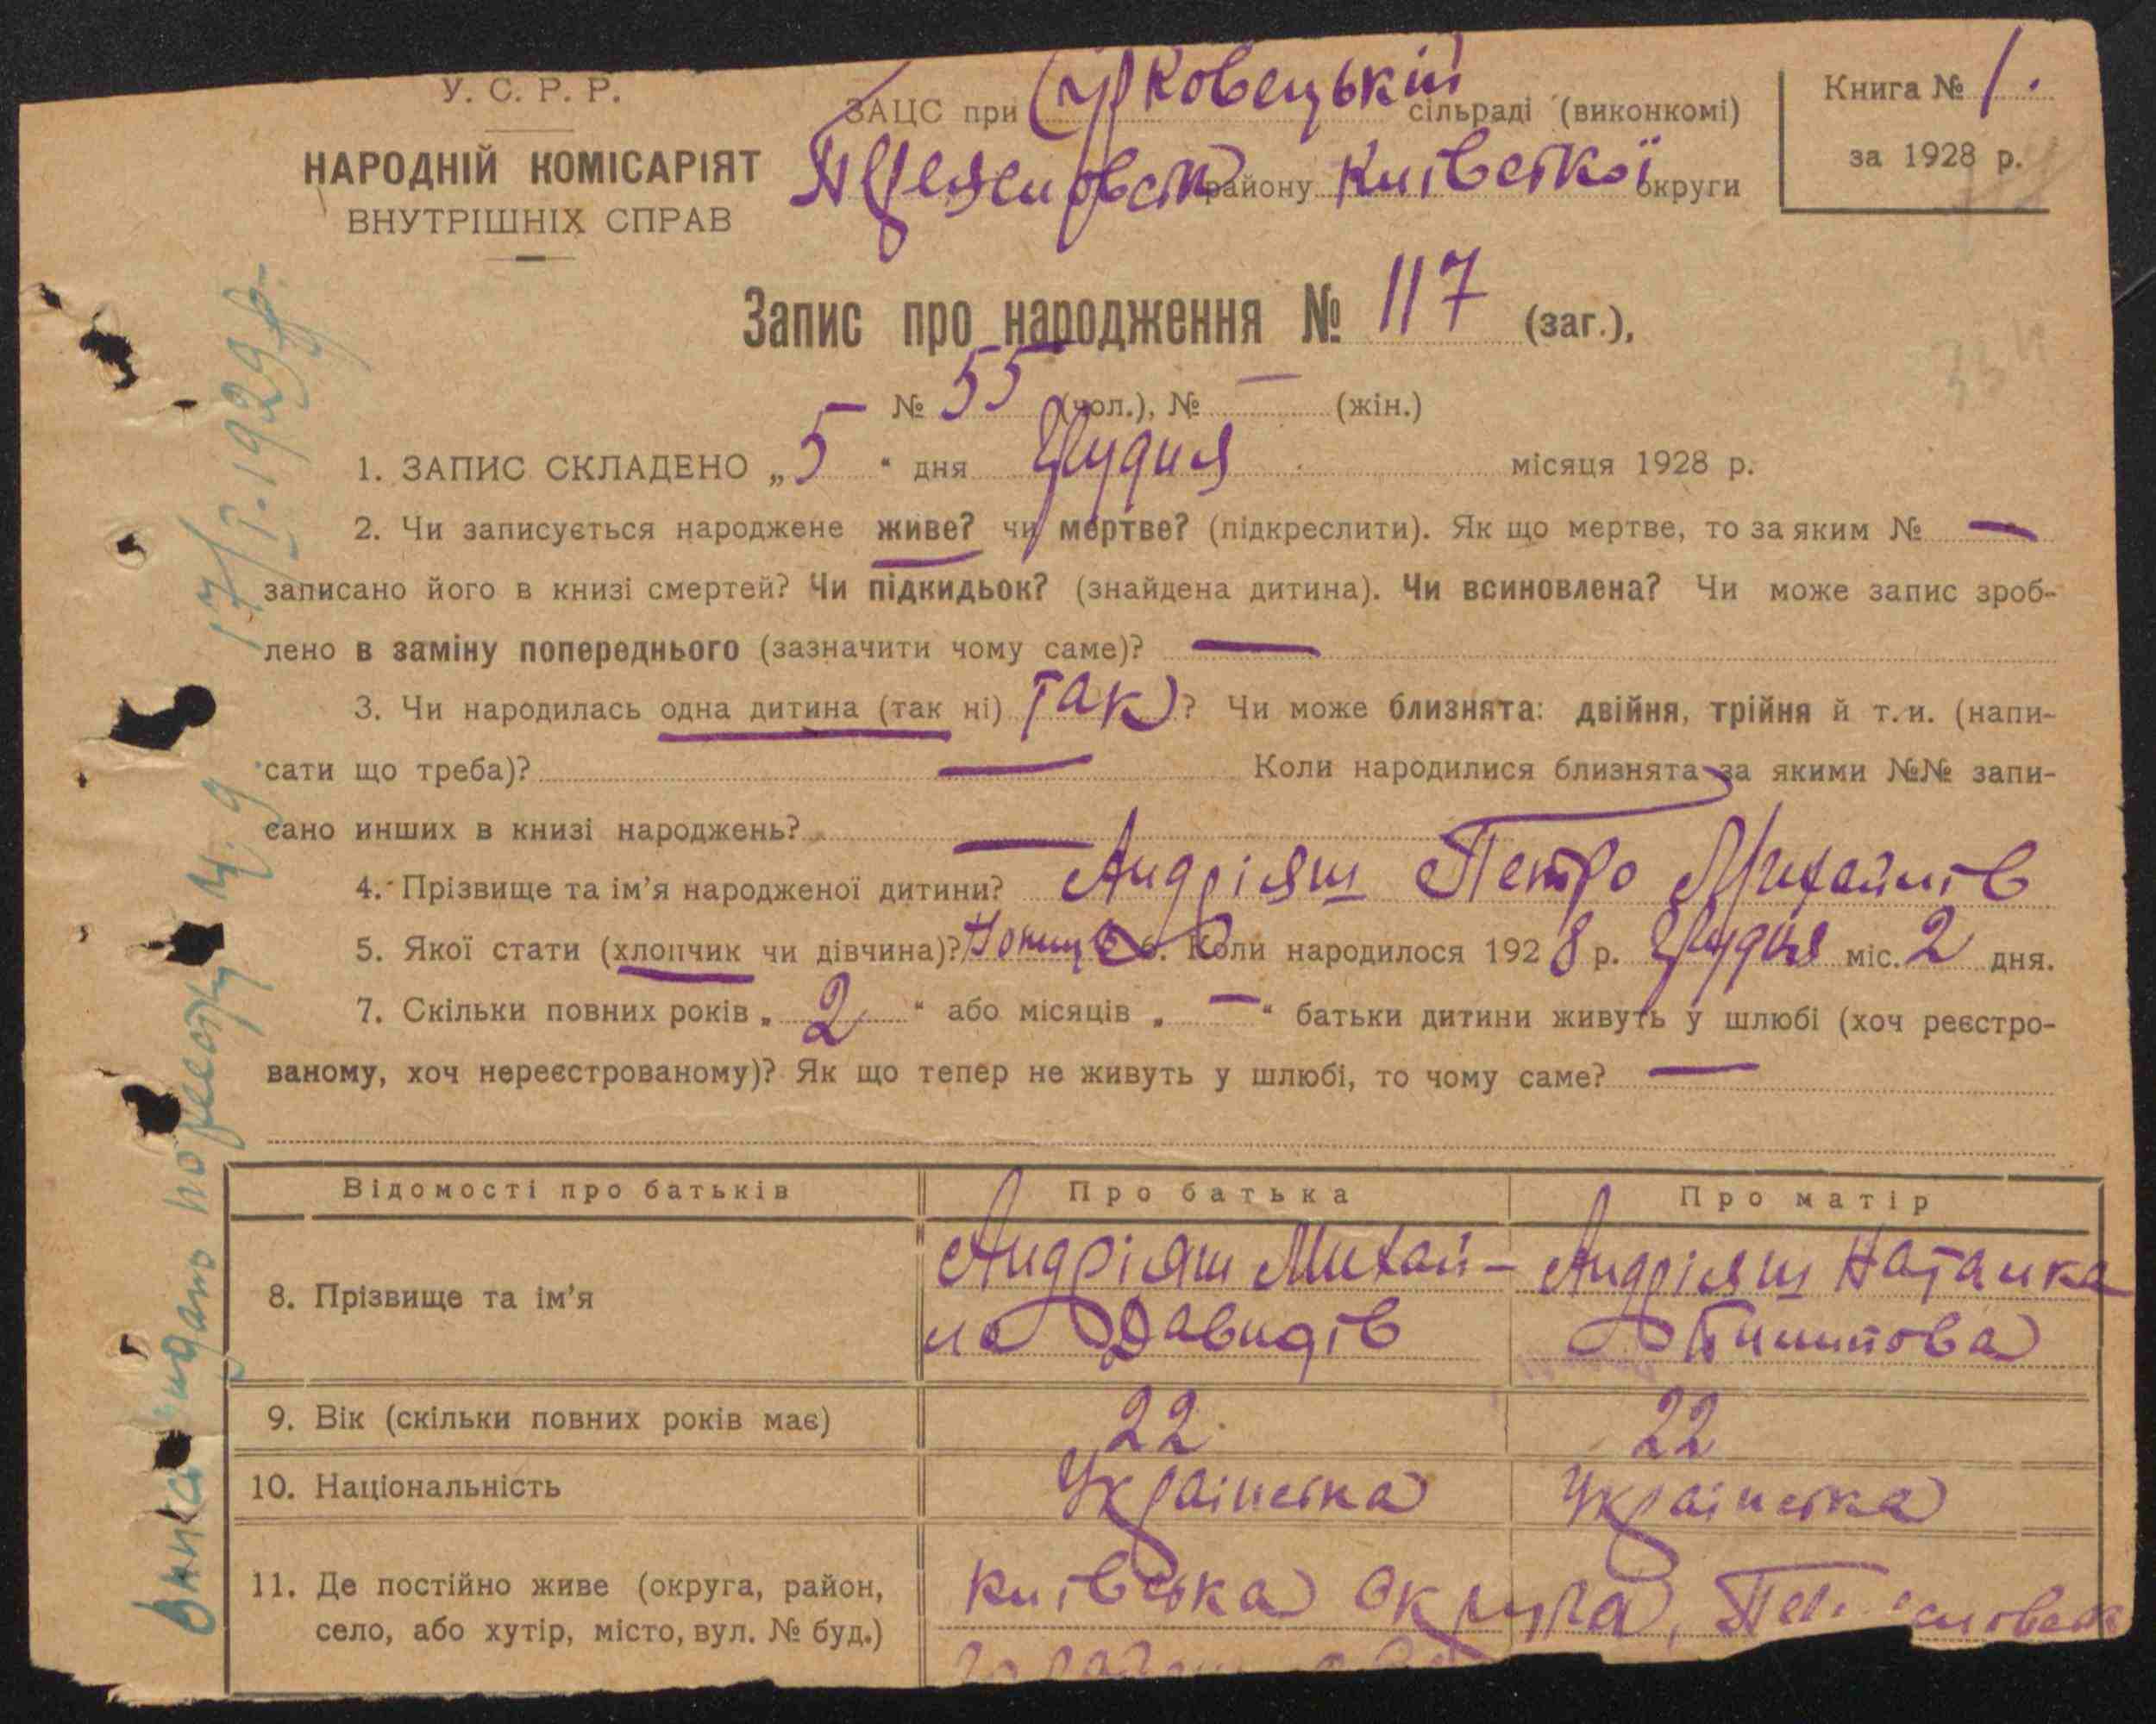 У. С. Р. Р.
НАРОДНІЙ КОМІСАРІЯТ
ВНУТРІШНІХ СПРАВ
ЗАЦС при сільраді (виконкомі)
району Київської округи
Книга № 1.
за 1928 р.
Запис про народження № 117 (заг.),
№ 55 (чол.), № — (жін.)
1. ЗАПИС СКЛАДЕНО „5“ дня Грудня місяця 1928 р.
2. Чи записується народжене живе? чи мертве? (підкреслити). Як що мертве, то за яким № —
записано його в книзі смертей? Чи підкидьок? (знайдена дитина). Чи всиновлена? Чи може запис зроб-
лено в заміну попереднього (зазначити чому саме)? —
3. Чи народилась одна дитина (так ні) так? Чи може близнята: двійня, трійня й т. и. (напи-
сати що треба)? — Коли народилися близнята за якими №№ запи-
сано инших в книзі народжень? —
4. Прізвище та ім'я народженої дитини? Андріяш Петро Михайлів
5. Якої стати (хлопчик чи дівчина)? 6. Коли народилося 1928 р. Грудня міс. 2 дня.
7. Скільки повних років „2“ або місяців „—“ батьки дитини живуть у шлюбі (хоч реєстро-
ваному, хоч нереєстрованому)? Як що тепер не живуть у шлюбі, то чому саме? —
Відомості про батьків Про батька Про матір
8. Прізвище та ім'я Андріяш Михай- Андріяш Наталка
ло Давидів
9. Вік (скільки повних років має) 22 22
10. Національність Українська Українська
11. Де постійно живе (округа, район, Київська округа,
село, або хутір, місто, вул. № буд.)
17/I. 1929 р.